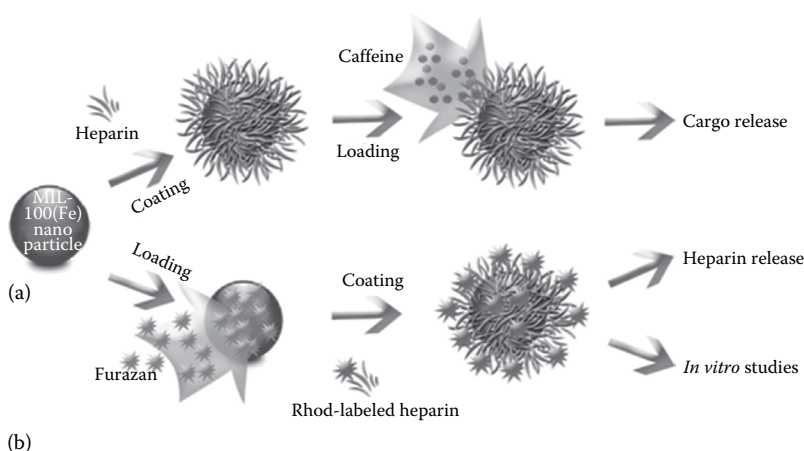 Caffeine
Heparin
Coating
Loading
Cargo release
MIL-
100(Fe)
nano
particle
(a)
Loading
Furazan
Coating
Rhod-labeled heparin
Heparin release
In vitro studies
(b)